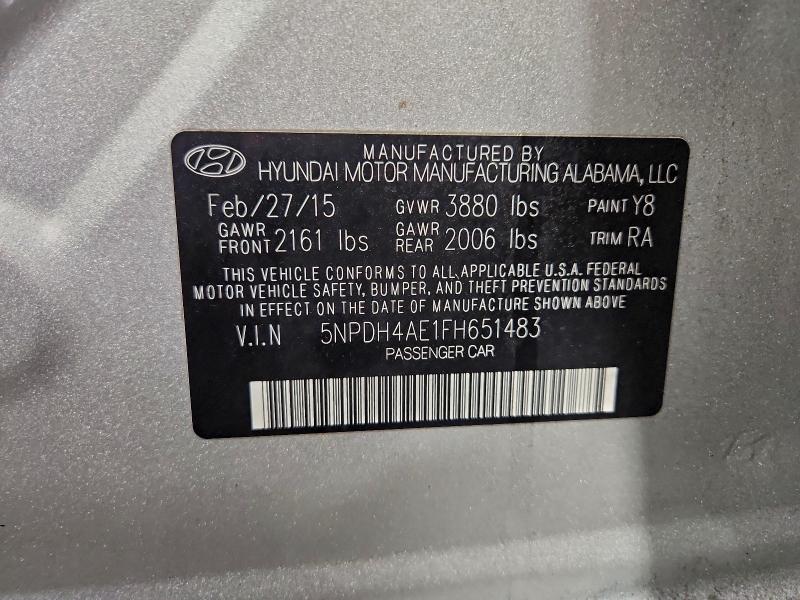 MANUFACTURED BY
HYUNDAI MOTOR MANUFACTURING ALABAMA, LLC
Feb/27/15 GVWR 3880 lbs PAINT Y8
GAWR FRONT 2161 lbs GAWR REAR 2006 lbs TRIM RA
THIS VEHICLE CONFORMS TO ALL APPLICABLE U.S.A. FEDERAL
MOTOR VEHICLE SAFETY, BUMPER, AND THEFT PREVENTION STANDARDS
IN EFFECT ON THE DATE OF MANUFACTURE SHOWN ABOVE
V.I.N 5NPDH4AE1FH651483
PASSENGER CAR